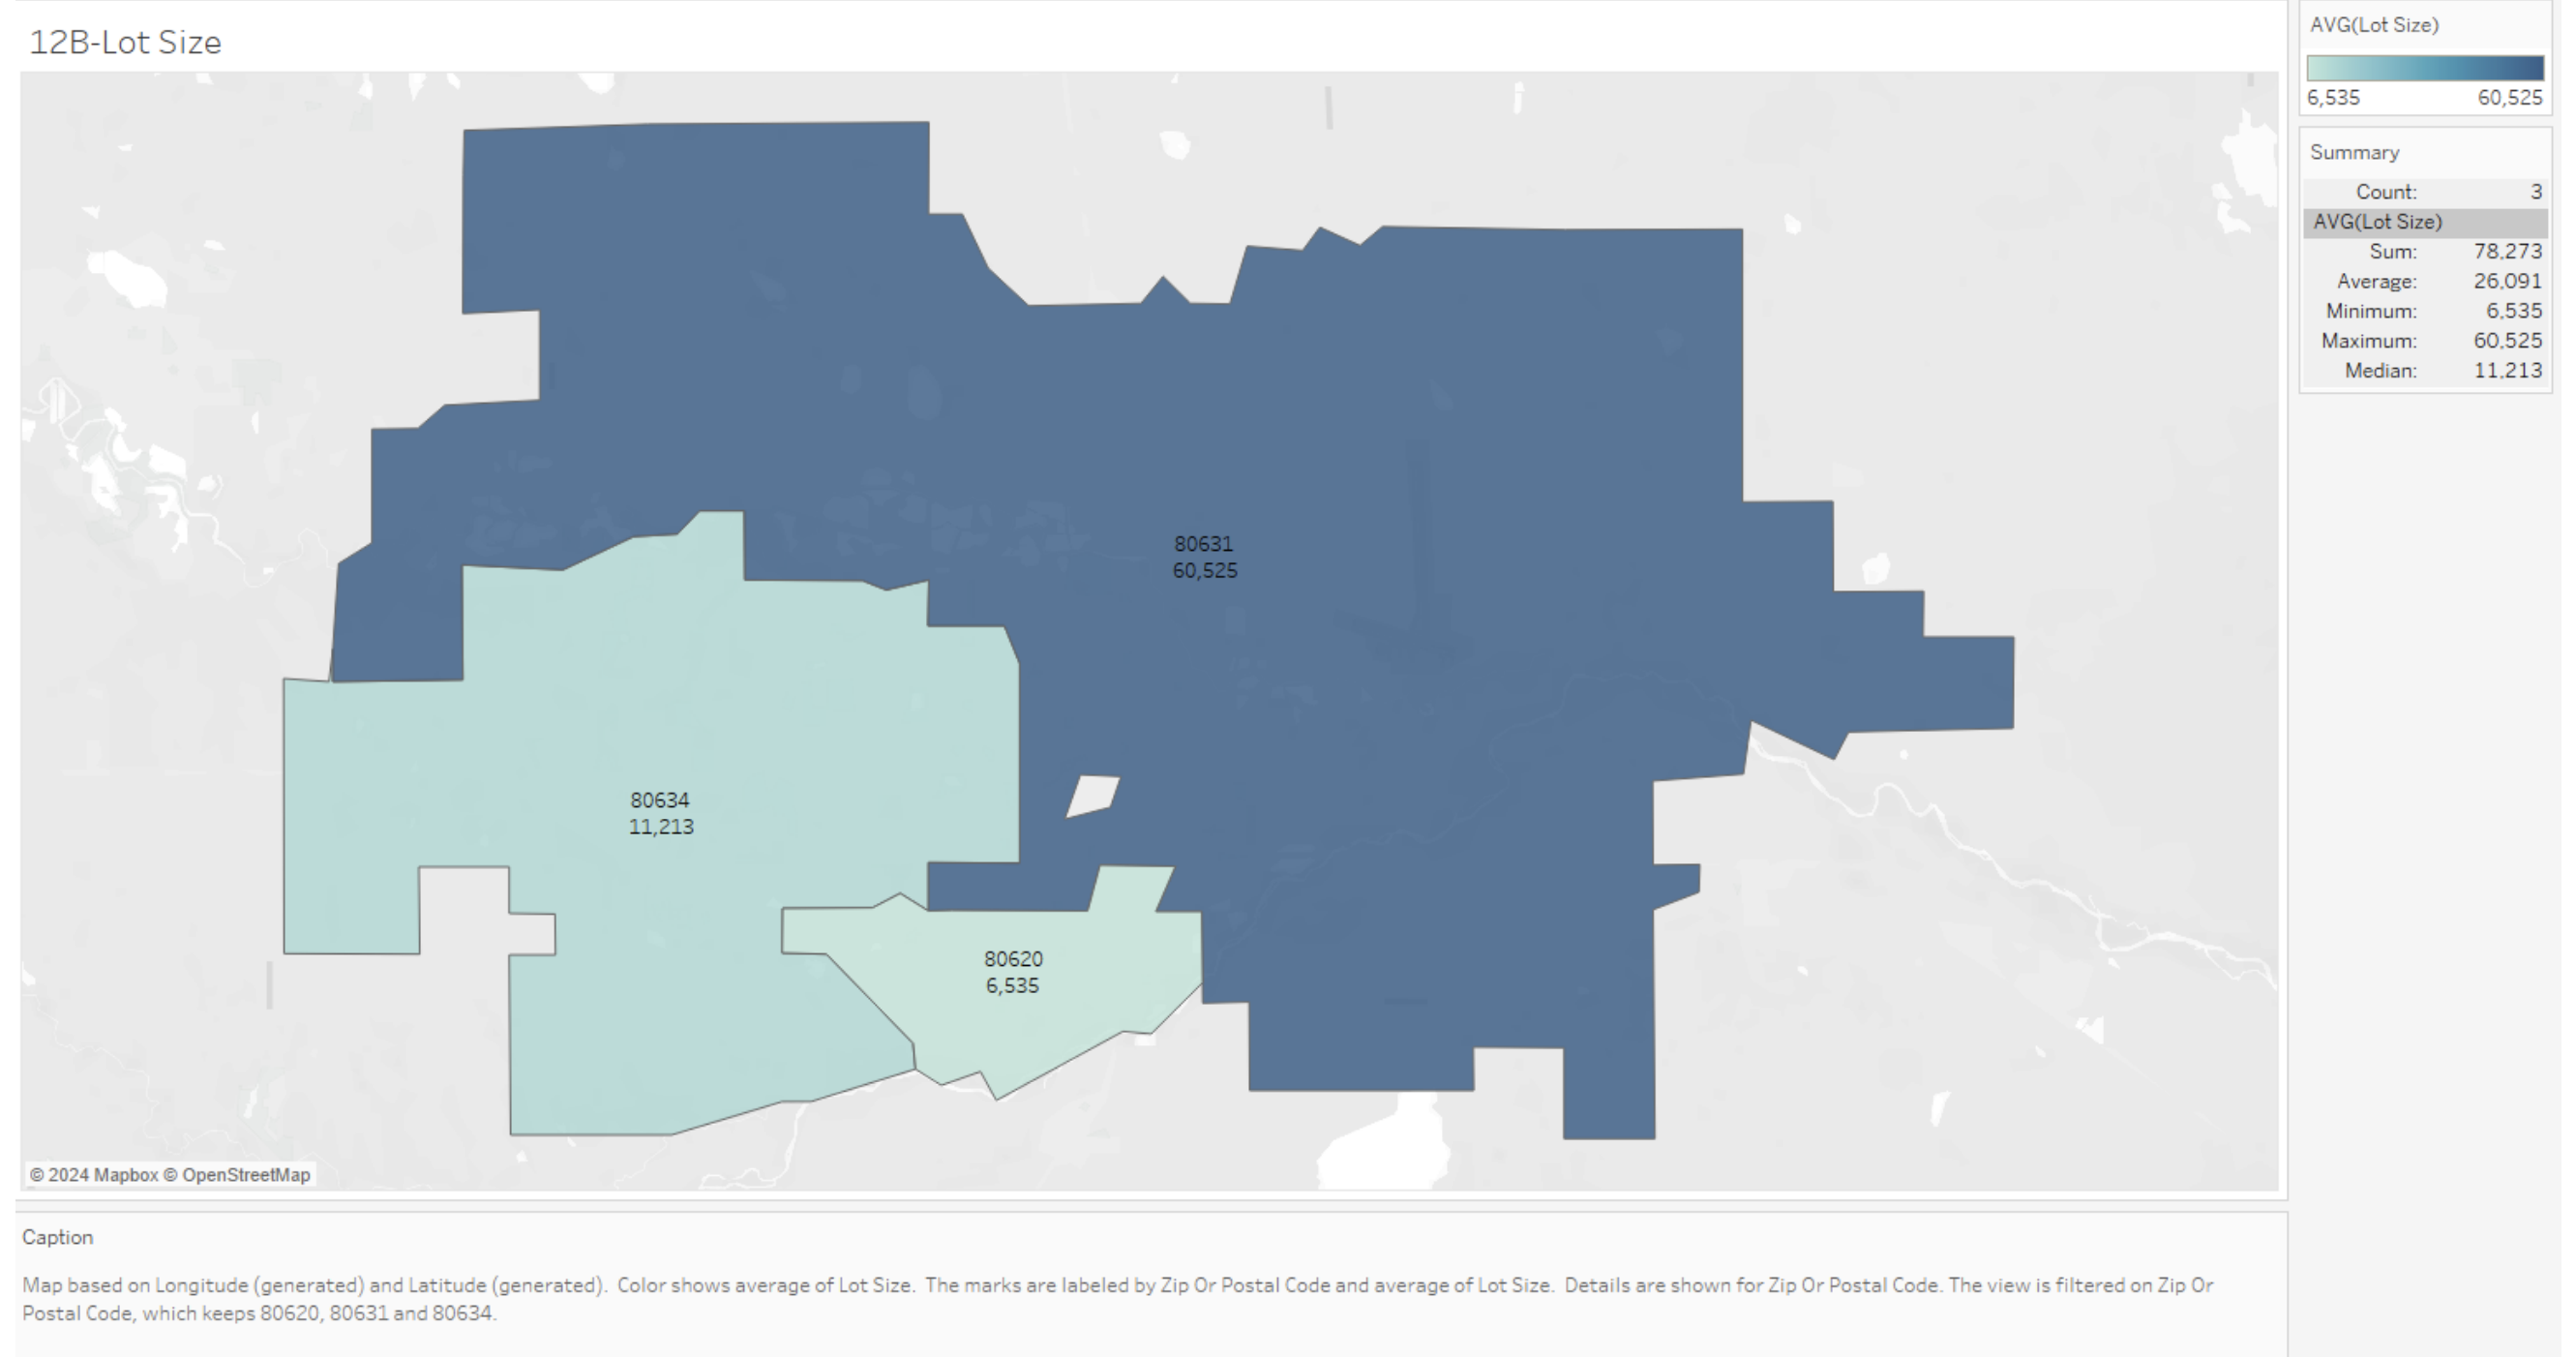 12B-Lot Size
80631
60,525
80634
11,213
80620
6,535
© 2024 Mapbox © OpenStreetMap
AVG(Lot Size)
6,535 60,525
Summary
Count: 3
AVG(Lot Size)
Sum: 78,273
Average: 26,091
Minimum: 6,535
Maximum: 60,525
Median: 11,213
Caption
Map based on Longitude (generated) and Latitude (generated). Color shows average of Lot Size. The marks are labeled by Zip Or Postal Code and average of Lot Size. Details are shown for Zip Or Postal Code. The view is filtered on Zip Or
Postal Code, which keeps 80620, 80631 and 80634.